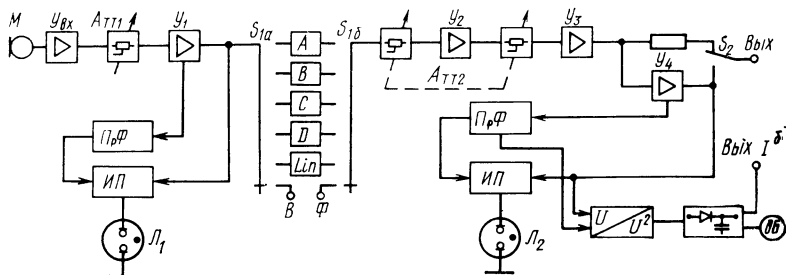 М
Увх
Атт1
У1
S1а
A
B
C
D
Lin
В
Ф
S1б
У2
Атт2
У3
У4
S2
Вых
ПрФ
ИП
Л1
ПрФ
ИП
Л2
U
U²
Вых I
дБ